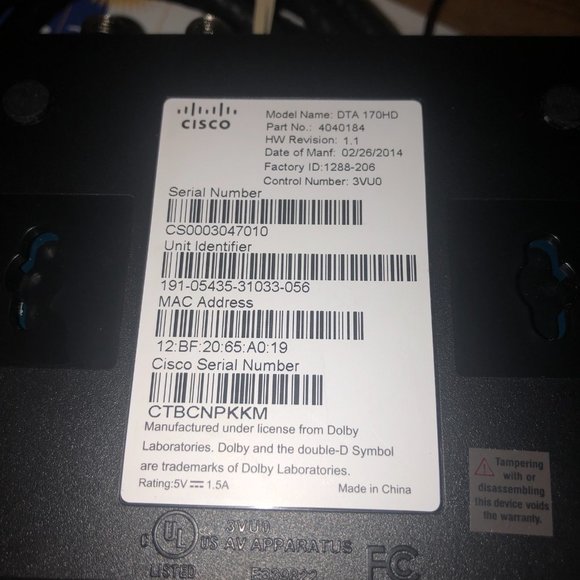 CISCO
Model Name: DTA 170HD
Part No.: 4040184
HW Revision: 1.1
Date of Manf: 02/26/2014
Factory ID:1288-206
Control Number: 3VU0
Serial Number
CS0003047010
Unit Identifier
191-05435-31033-056
MAC Address
12:BF:20:65:A0:19
Cisco Serial Number
CTBCNPKKM
Manufactured under license from Dolby
Laboratories. Dolby and the double-D Symbol
are trademarks of Dolby Laboratories.
Rating:5V ⎓ 1.5A
Made in China
Tampering
with or
disassembling
this device voids
the warranty.
UL
3VU0
C US AV APPARATUS
LISTED
FC